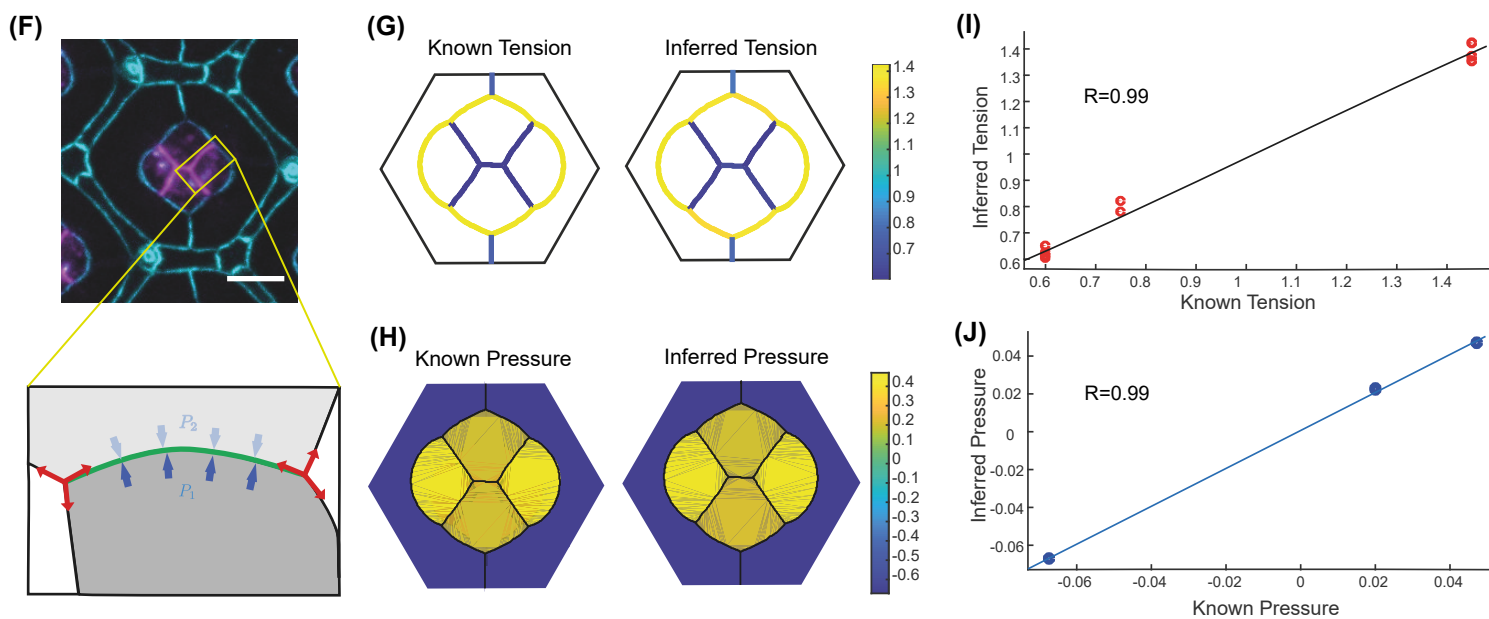 (F)
P2
P1
(G)
Known Tension
Inferred Tension
1.4
1.3
1.2
1.1
1.0
0.9
0.8
0.7
(H)
Known Pressure
Inferred Pressure
0.4
0.3
0.2
0.1
0
-0.1
-0.2
-0.3
-0.4
-0.5
-0.6
(I)
Inferred Tension
1.4
1.3
1.2
1.1
1
0.9
0.8
0.7
0.6
R=0.99
0.6 0.7 0.8 0.9 1 1.1 1.2 1.3 1.4
Known Tension
(J)
Inferred Pressure
0.04
0.02
0
-0.02
-0.04
-0.06
R=0.99
-0.06 -0.04 -0.02 0 0.02 0.04
Known Pressure